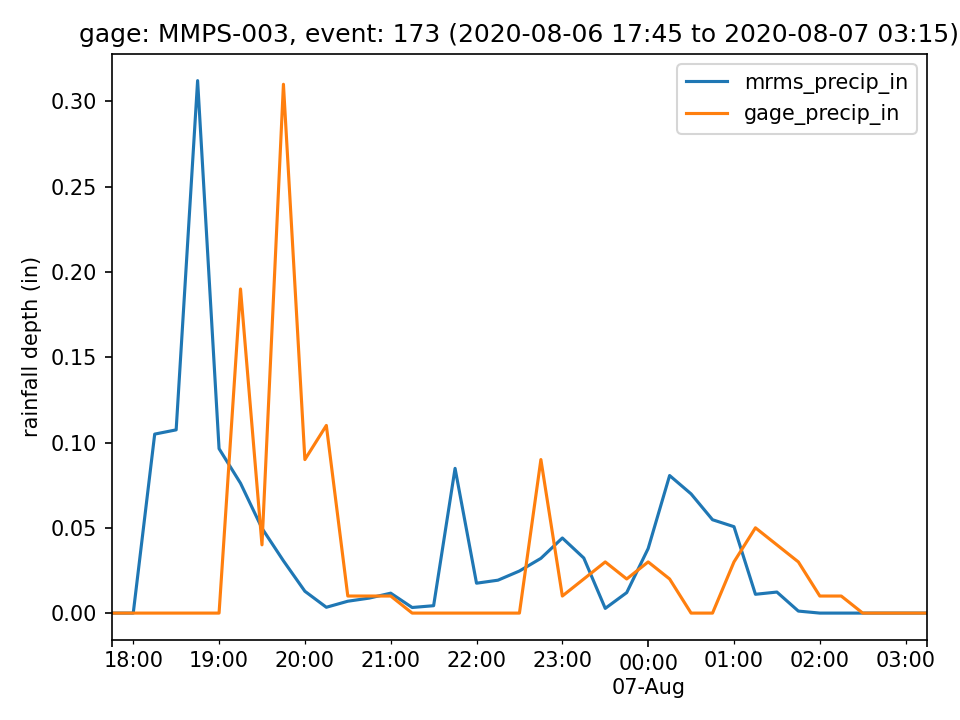 gage: MMPS-003, event: 173 (2020-08-06 17:45 to 2020-08-07 03:15)
mrms_precip_in
gage_precip_in
rainfall depth (in)
0.30
0.25
0.20
0.15
0.10
0.05
0.00
18:00 19:00 20:00 21:00 22:00 23:00 00:00 01:00 02:00 03:00
07-Aug